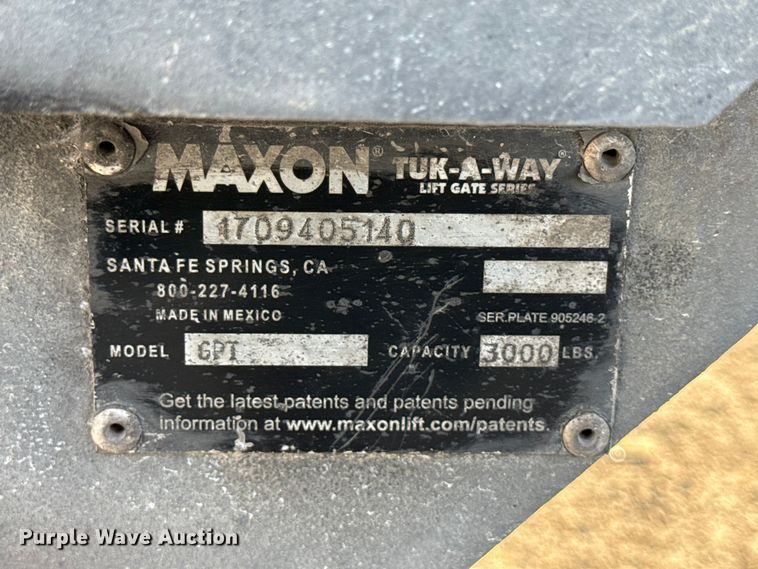 MAXON® TUK-A-WAY®
LIFT GATE SERIES
SERIAL # 1709405140
SANTA FE SPRINGS, CA
800-227-4116
MADE IN MEXICO
SER.PLATE 905246-2
MODEL GPT CAPACITY 3000 LBS.
Get the latest patents and patents pending
information at www.maxonlift.com/patents.
Purple Wave Auction